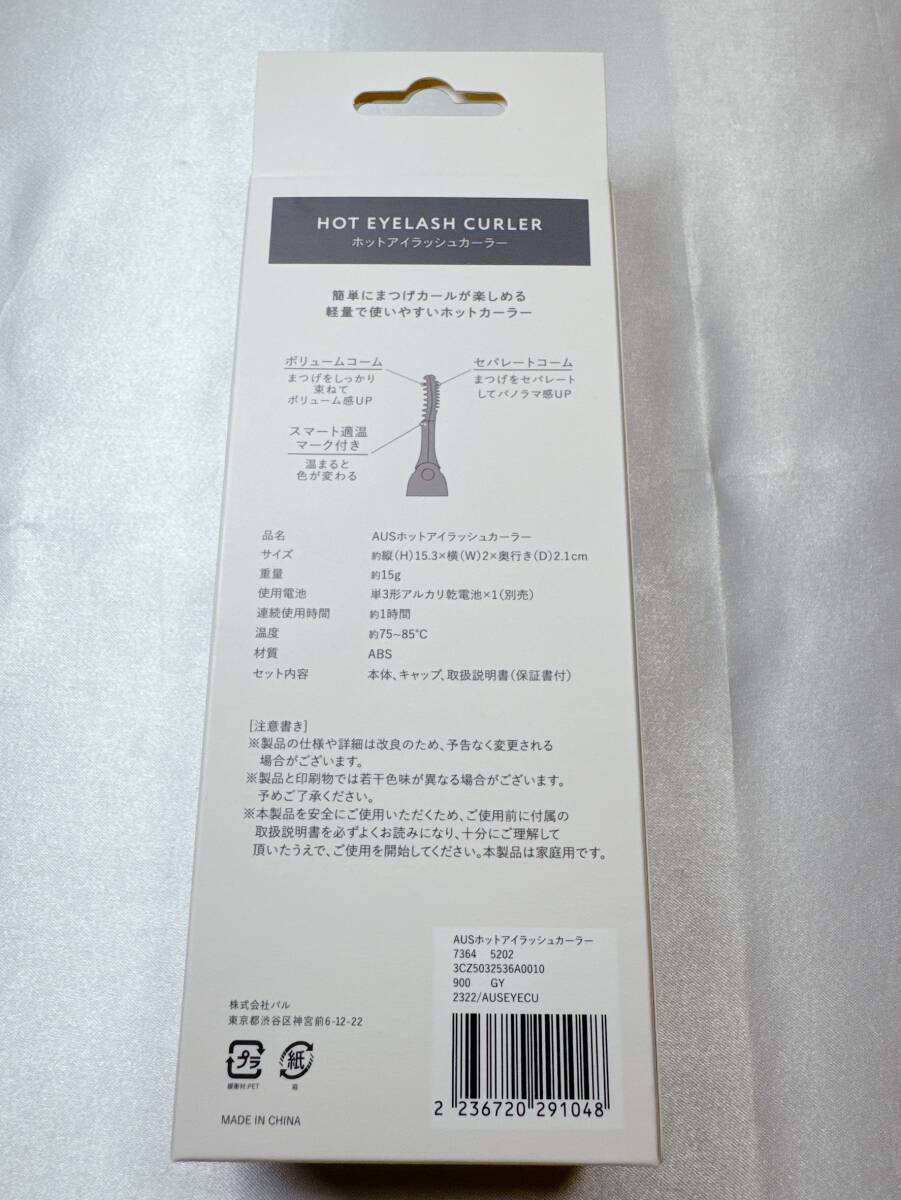 HOT EYELASH CURLER
ホットアイラッシュカーラー
簡単にまつげカールが楽しめる
軽量で使いやすいホットカーラー
ボリュームコーム
まつげをしっかり
束ねて
ボリューム感UP
セパレートコーム
まつげをセパレート
してパノラマ感UP
スマート適温
マーク付き
温まると
色が変わる
品名 AUSホットアイラッシュカーラー
サイズ 約縦(H)15.3×横(W)2×奥行き(D)2.1cm
重量 約15g
使用電池 単3形アルカリ乾電池×1(別売)
連続使用時間 約1時間
温度 約75~85℃
材質 ABS
セット内容 本体、キャップ、取扱説明書(保証書付)
[注意書き]
※製品の仕様や詳細は改良のため、予告なく変更される
場合がございます。
※製品と印刷物では若干色味が異なる場合がございます。
予めご了承ください。
※本製品を安全にご使用いただくため、ご使用前に付属の
取扱説明書を必ずよくお読みになり、十分にご理解して
頂いたうえで、ご使用を開始してください。本製品は家庭用です。
AUSホットアイラッシュカーラー
7364 5202
3CZ5032536A0010
900 GY
2322/AUSEYECU
2 236720 291048
株式会社パル
東京都渋谷区神宮前6-12-22
プラ
緩衝材:PET
紙
箱
MADE IN CHINA